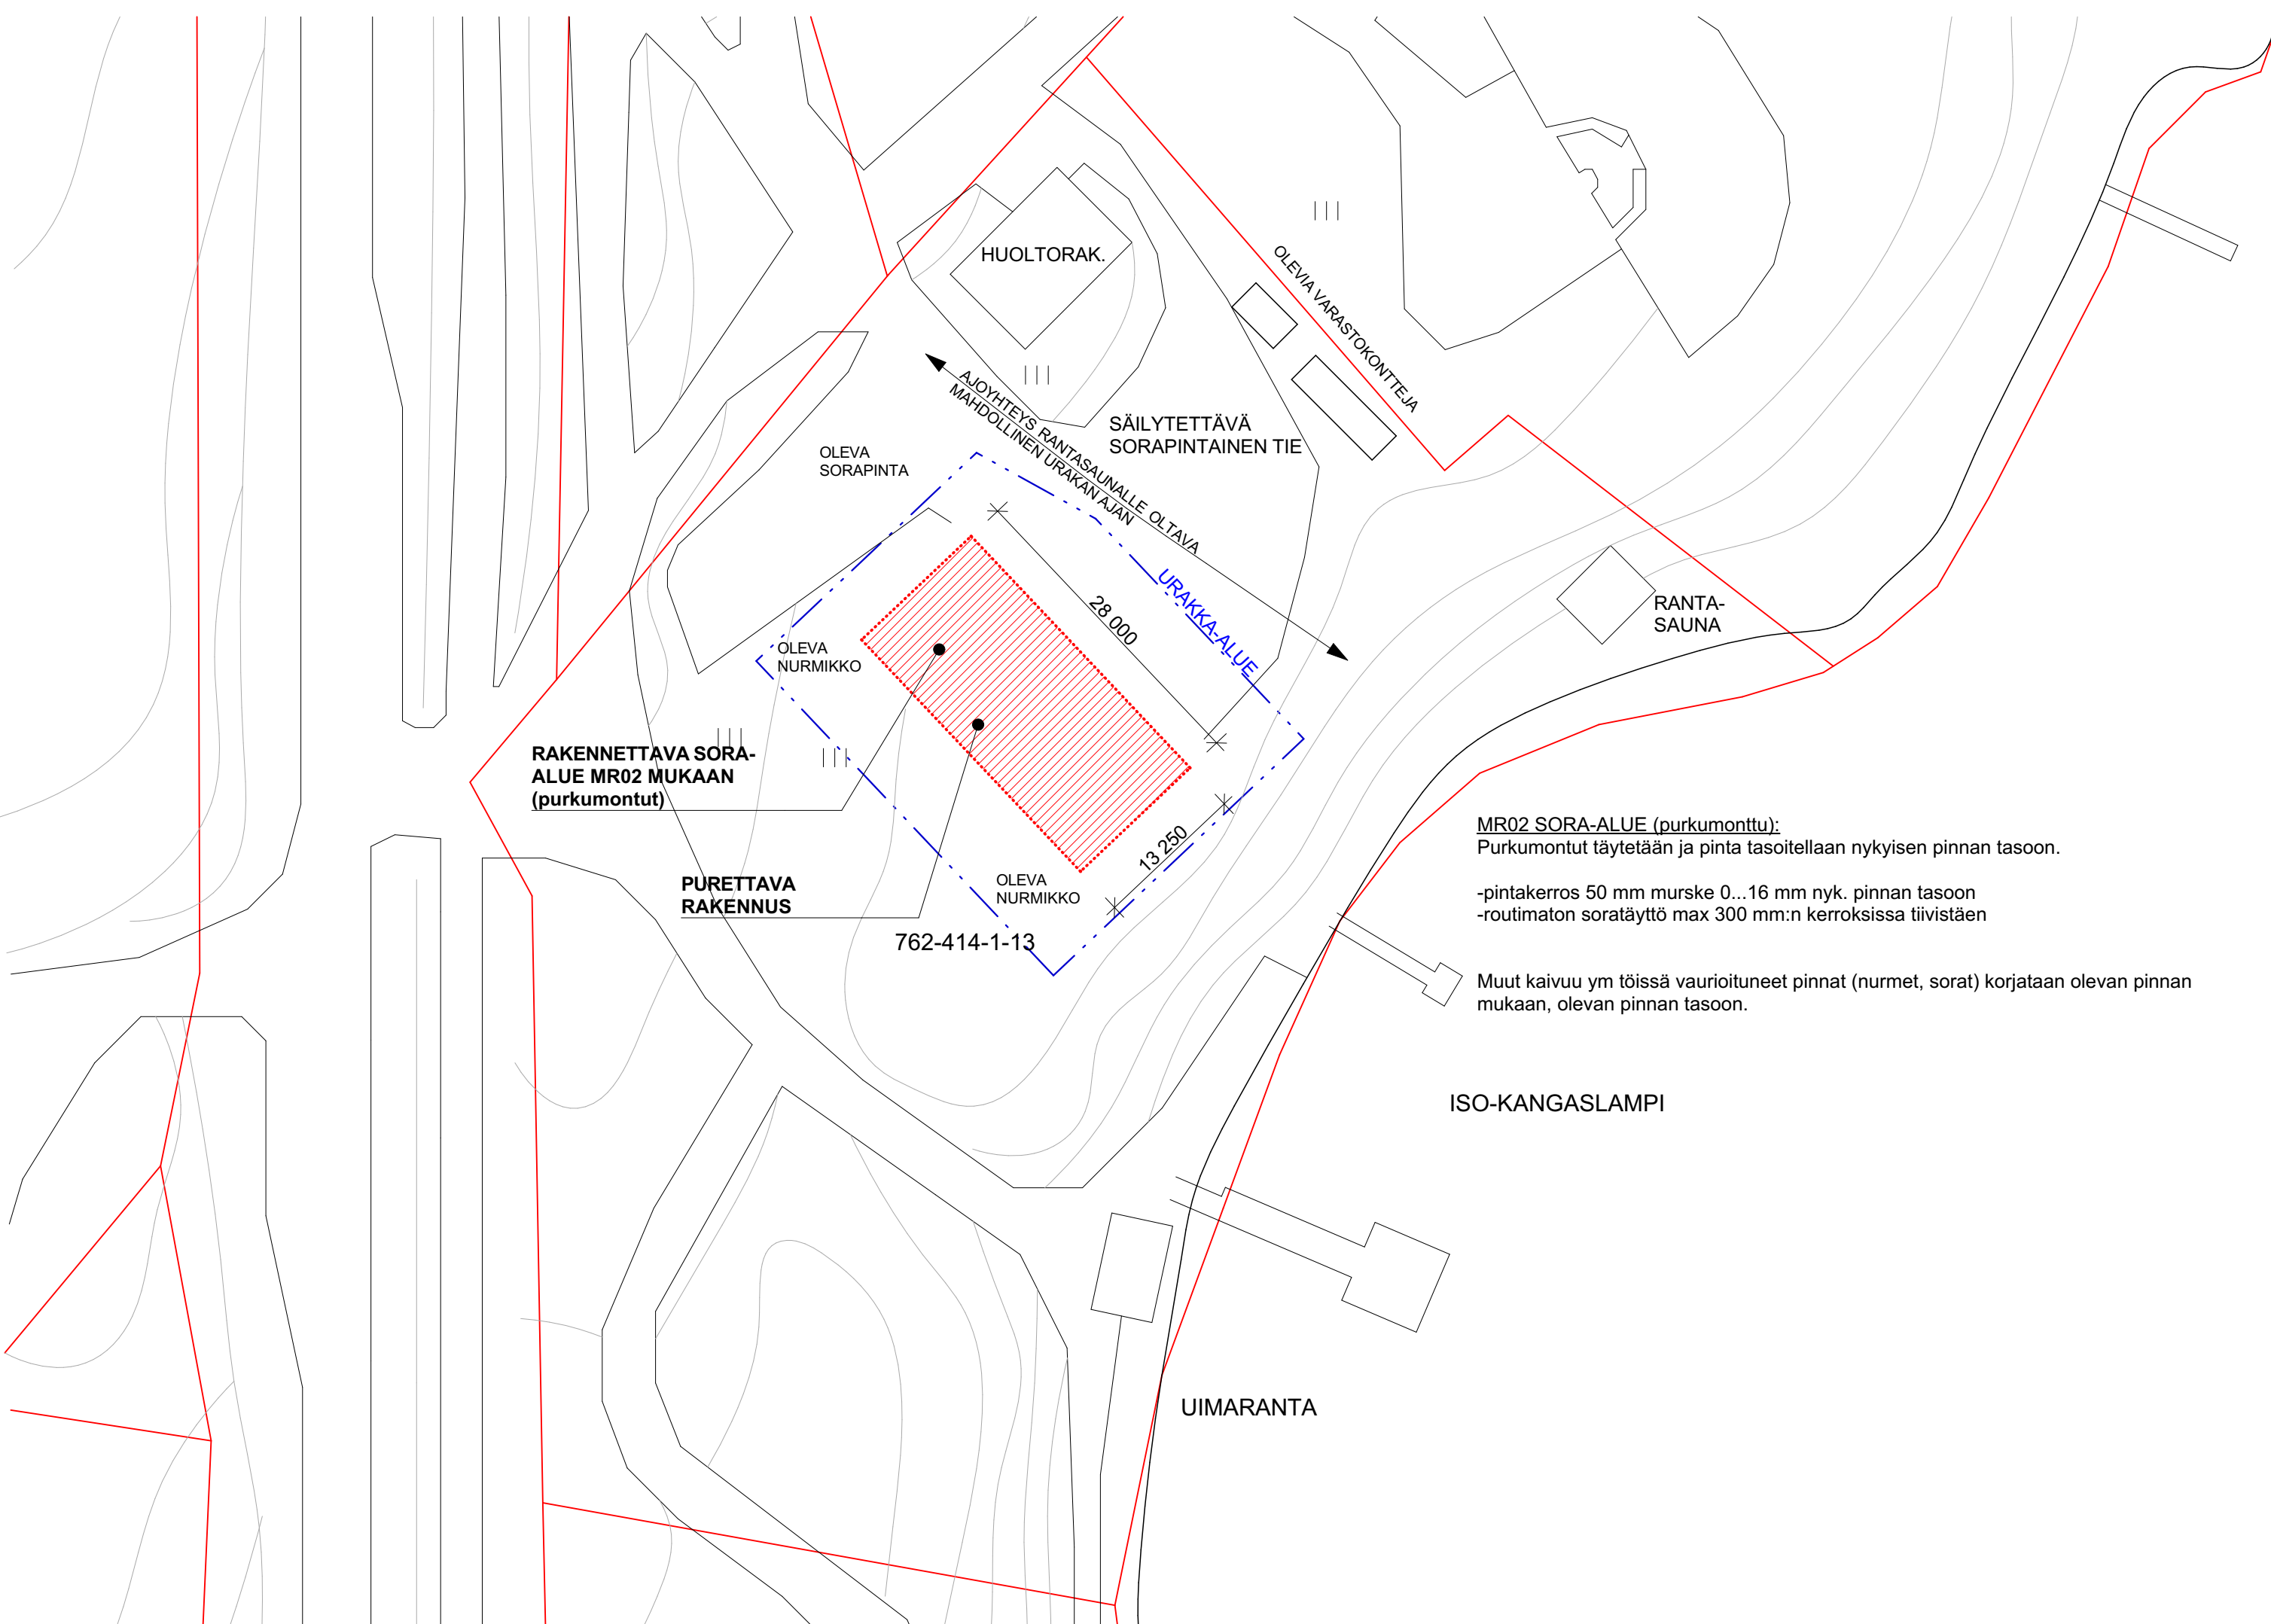 HUOLTORAK.
OLEVIA VARASTOKONTTEJA
AJOYHTEYS RANTASAUNALLE OLTAVA
MAHDOLLINEN URAKAN AJAN
SÄILYTETTÄVÄ
SORAPINTAINEN TIE
OLEVA
SORAPINTA
URAKKA-ALUE
28 000
RANTA-
SAUNA
OLEVA
NURMIKKO
RAKENNETTAVA SORA-
ALUE MR02 MUKAAN
(purkumontut)
13 250
PURETTAVA
RAKENNUS
OLEVA
NURMIKKO
762-414-1-13
MR02 SORA-ALUE (purkumonttu):
Purkumontut täytetään ja pinta tasoitellaan nykyisen pinnan tasoon.
-pintakerros 50 mm murske 0...16 mm nyk. pinnan tasoon
-routimaton soratäyttö max 300 mm:n kerroksissa tiivistäen
Muut kaivuu ym töissä vaurioituneet pinnat (nurmet, sorat) korjataan olevan pinnan
mukaan, olevan pinnan tasoon.
ISO-KANGASLAMPI
UIMARANTA